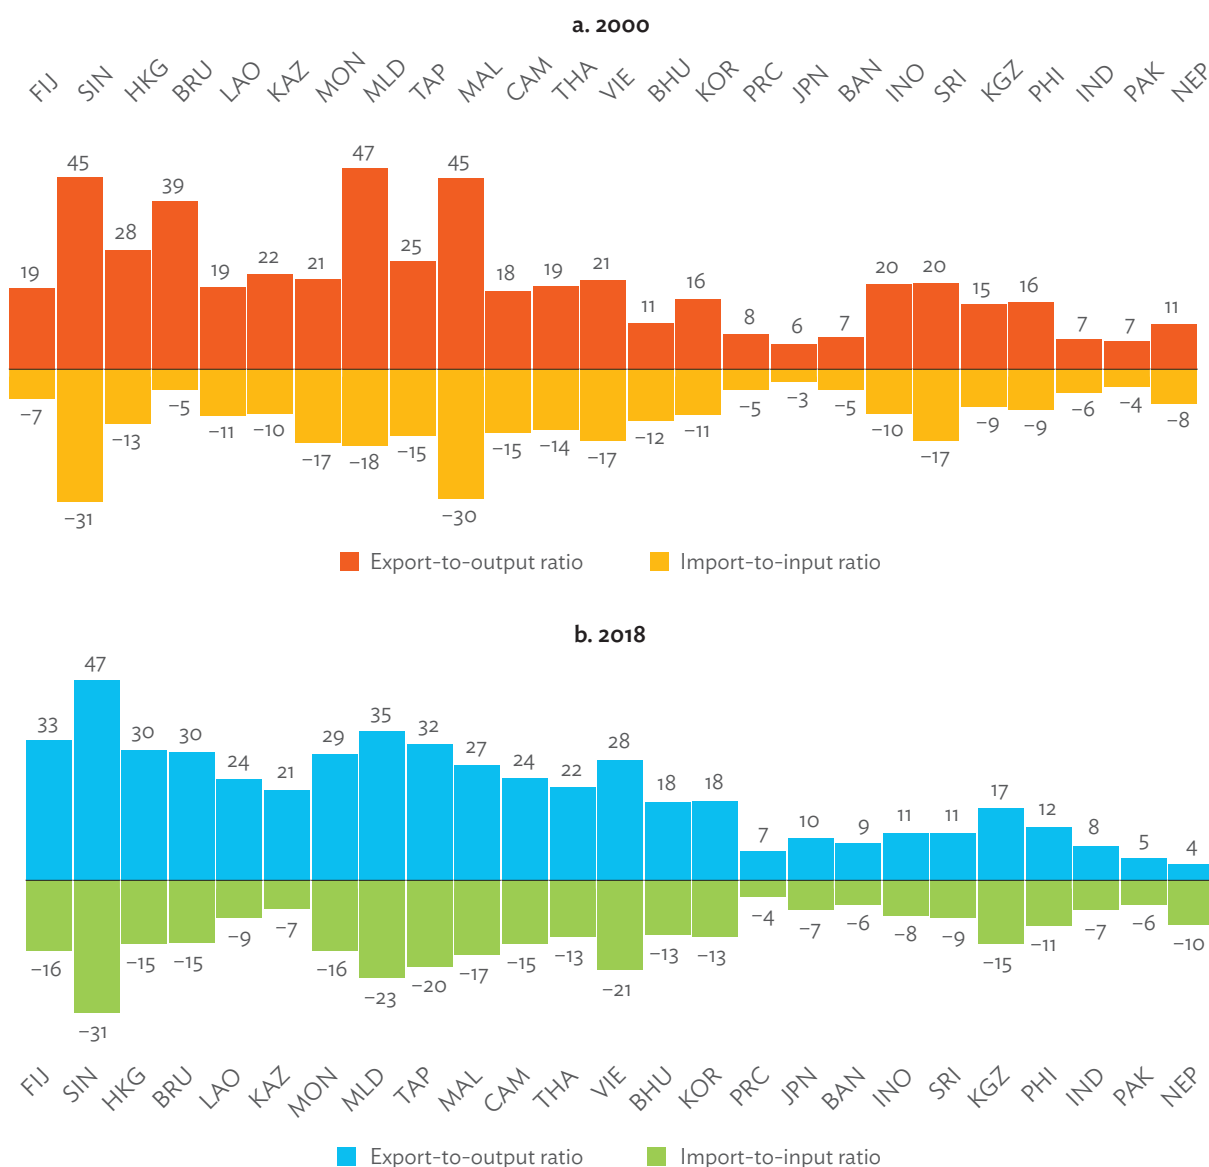 a. 2000
FIJ SIN HKG BRU LAO KAZ MON MLD TAP MAL CAM THA VIE BHU KOR PRC JPN BAN INO SRI KGZ PHI IND PAK NEP
19 45 28 39 19 22 21 47 25 45 18 19 21 11 16 8 6 7 20 20 15 16 7 7 11
−7 −31 −13 −5 −11 −10 −17 −18 −15 −30 −15 −14 −17 −12 −11 −5 −3 −5 −10 −17 −9 −9 −6 −4 −8
Export-to-output ratio Import-to-input ratio
b. 2018
33 47 30 30 24 21 29 35 32 27 24 22 28 18 18 7 10 9 11 11 17 12 8 5 4
−16 −31 −15 −15 −9 −7 −16 −23 −20 −17 −15 −13 −21 −13 −13 −4 −7 −6 −8 −9 −15 −11 −7 −6 −10
FIJ SIN HKG BRU LAO KAZ MON MLD TAP MAL CAM THA VIE BHU KOR PRC JPN BAN INO SRI KGZ PHI IND PAK NEP
Export-to-output ratio Import-to-input ratio